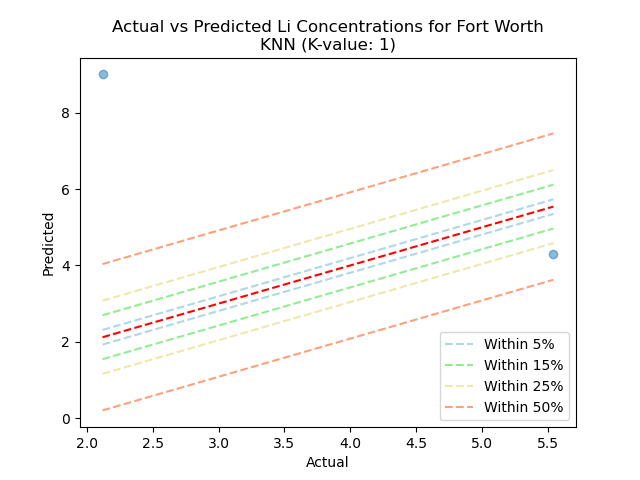 Actual vs Predicted Li Concentrations for Fort Worth
KNN (K-value: 1)
Predicted
8
6
4
2
0
2.0 2.5 3.0 3.5 4.0 4.5 5.0 5.5
Actual
Within 5%
Within 15%
Within 25%
Within 50%